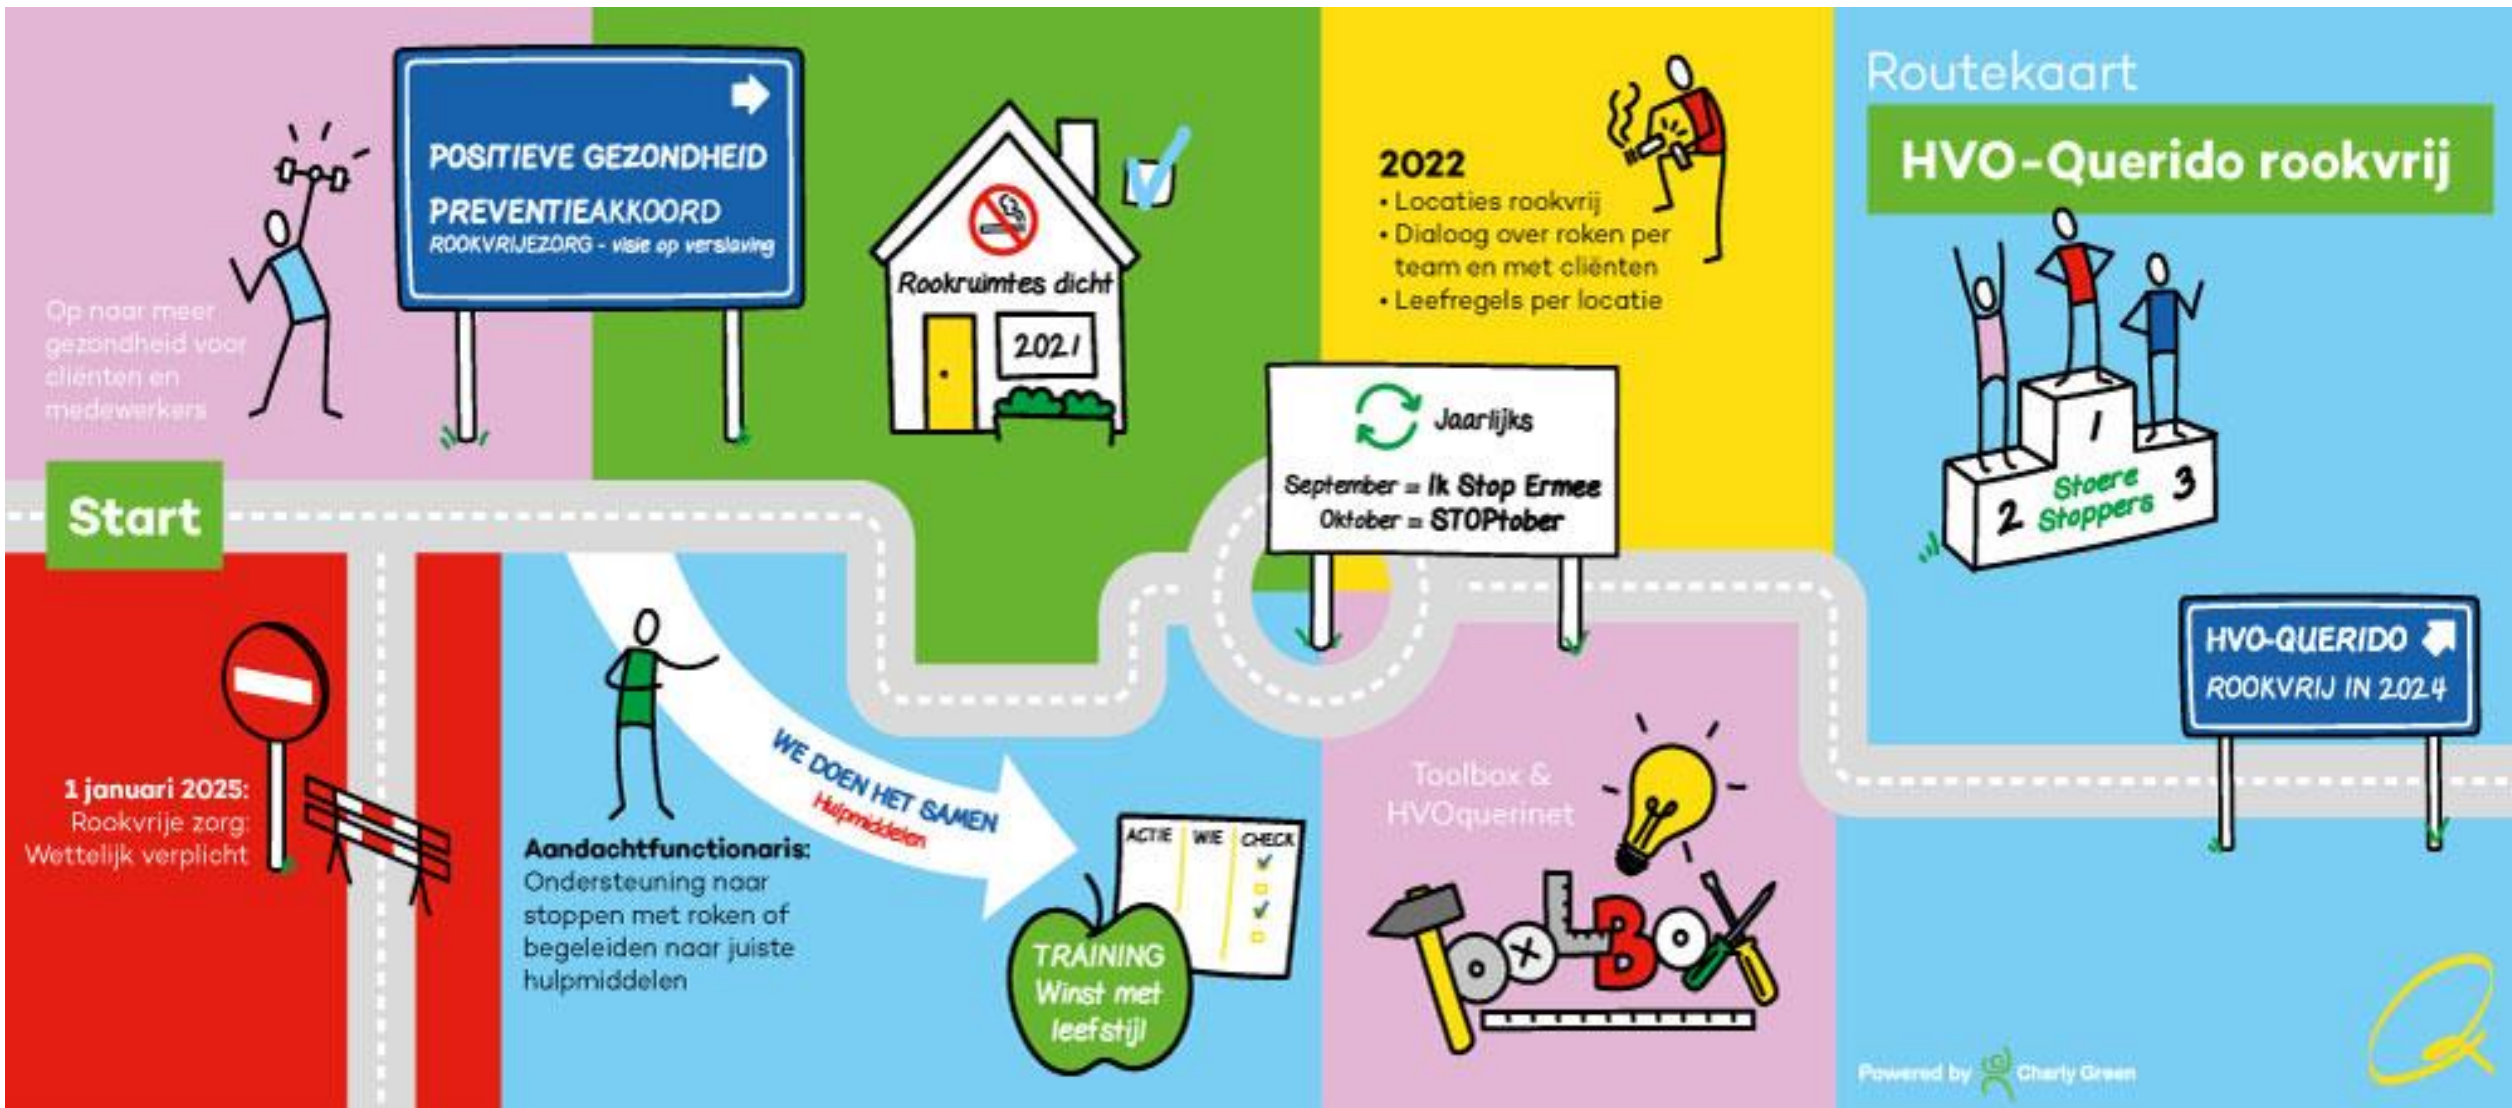 Routekaart
HVO-Querido rookvrij
Op naar meer
gezondheid voor
cliënten en
medewerkers
Start
POSITIEVE GEZONDHEID
PREVENTIEAKKOORD
ROOKVRIJEZORG - visie op verslaving
Rookruimtes dicht
2021
2022
• Locaties rookvrij
• Dialoog over roken per
team en met cliënten
• Leefregels per locatie
Jaarlijks
September = Ik Stop Ermee
Oktober = STOPtober
1
2
3
Stoere
Stoppers
HVO-QUERIDO
ROOKVRIJ IN 2024
1 januari 2025:
Rookvrije zorg:
Wettelijk verplicht
Aandachtfunctionaris:
Ondersteuning naar
stoppen met roken of
begeleiden naar juiste
hulpmiddelen
WE DOEN HET SAMEN
Hulpmiddelen
ACTIE WIE CHECK
TRAINING
Winst met
leefstijl
Toolbox &
HVOquerinet
TOOLBOX
Powered by Charly Green